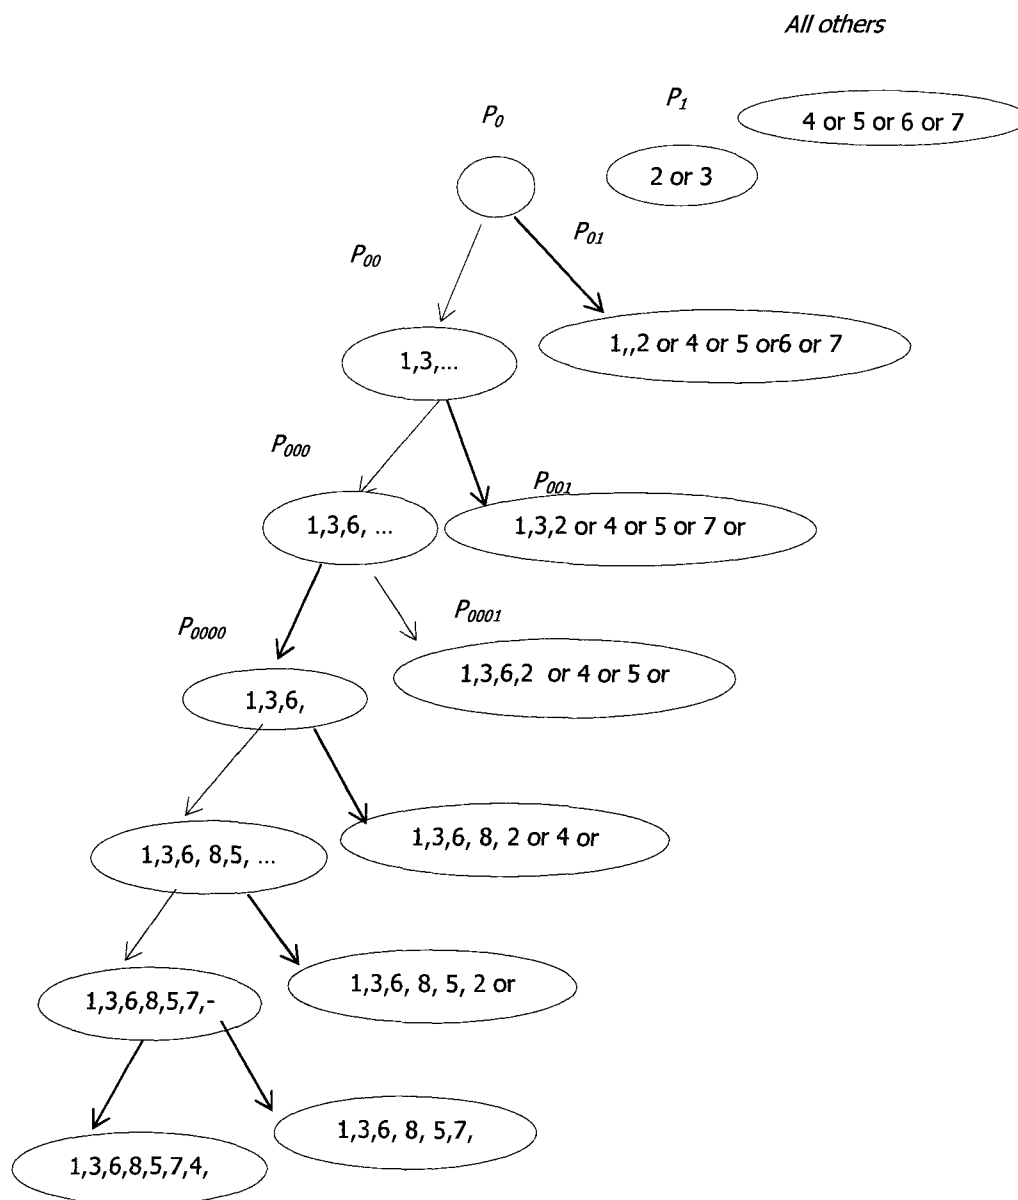 All others
P1
P0
4 or 5 or 6 or 7
2 or 3
P01
P00
1,,2 or 4 or 5 or6 or 7
1,3,...
P000
P001
1,3,6, ...
1,3,2 or 4 or 5 or 7 or
P0000
P0001
1,3,6,2 or 4 or 5 or
1,3,6,
1,3,6, 8, 2 or 4 or
1,3,6, 8,5, ...
1,3,6, 8, 5, 2 or
1,3,6,8,5,7,-
1,3,6, 8, 5,7,
1,3,6,8,5,7,4,